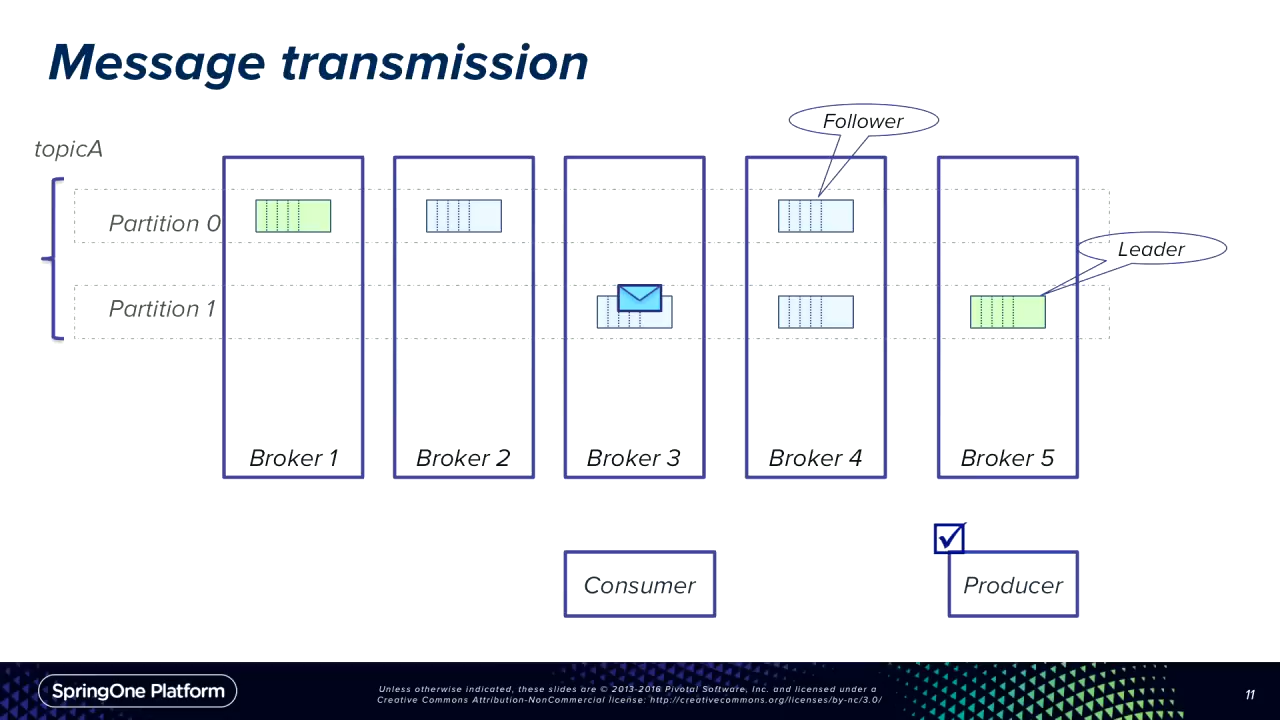 Message transmission
Follower
topicA
Partition 0
Leader
Partition 1
Broker 1
Broker 2
Broker 3
Broker 4
Broker 5
Consumer
Producer
SpringOne Platform
Unless otherwise indicated, these slides are © 2013-2016 Pivotal Software, Inc. and licensed under a
Creative Commons Attribution-NonCommercial license: http://creativecommons.org/licenses/by-nc/3.0/
11